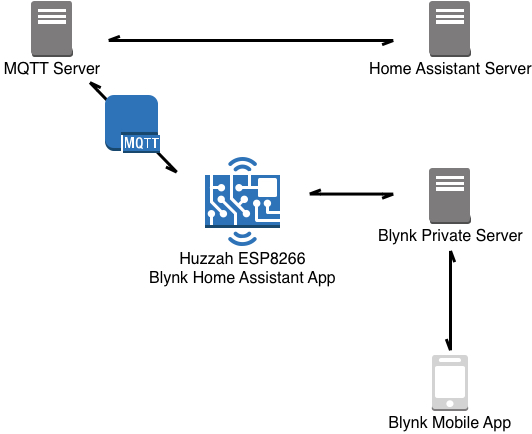 MQTT Server
Home Assistant Server
MQTT
Huzzah ESP8266
Blynk Home Assistant App
Blynk Private Server
Blynk Mobile App